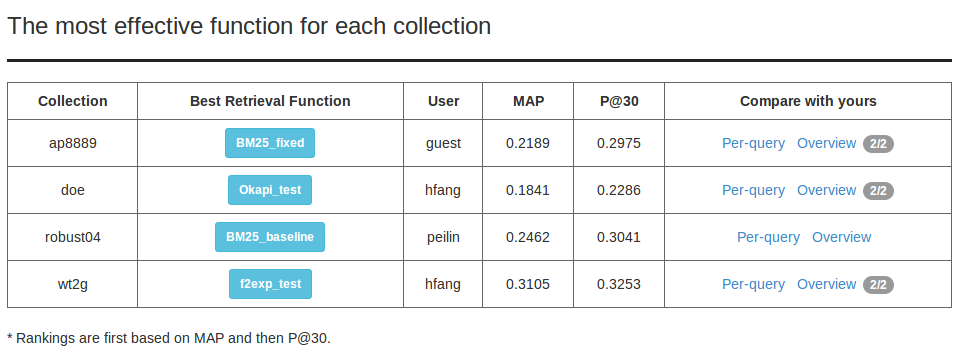 The most effective function for each collection
Collection Best Retrieval Function User MAP P@30 Compare with yours
ap8889 BM25_fixed guest 0.2189 0.2975 Per-query Overview 2/2
doe Okapi_test hfang 0.1841 0.2286 Per-query Overview 2/2
robust04 BM25_baseline peilin 0.2462 0.3041 Per-query Overview
wt2g f2exp_test hfang 0.3105 0.3253 Per-query Overview 2/2
* Rankings are first based on MAP and then P@30.